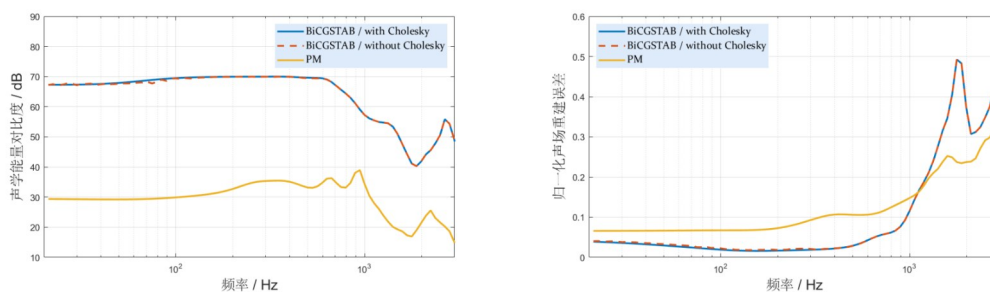 90
80
70
60
50
40
30
20
10
声学能量对比度 / dB
BiCGSTAB / with Cholesky
BiCGSTAB / without Cholesky
PM
10²
10³
频率 / Hz
0.6
0.5
0.4
0.3
0.2
0.1
0
归一化声场重建误差
BiCGSTAB / with Cholesky
BiCGSTAB / without Cholesky
PM
10²
10³
频率 / Hz